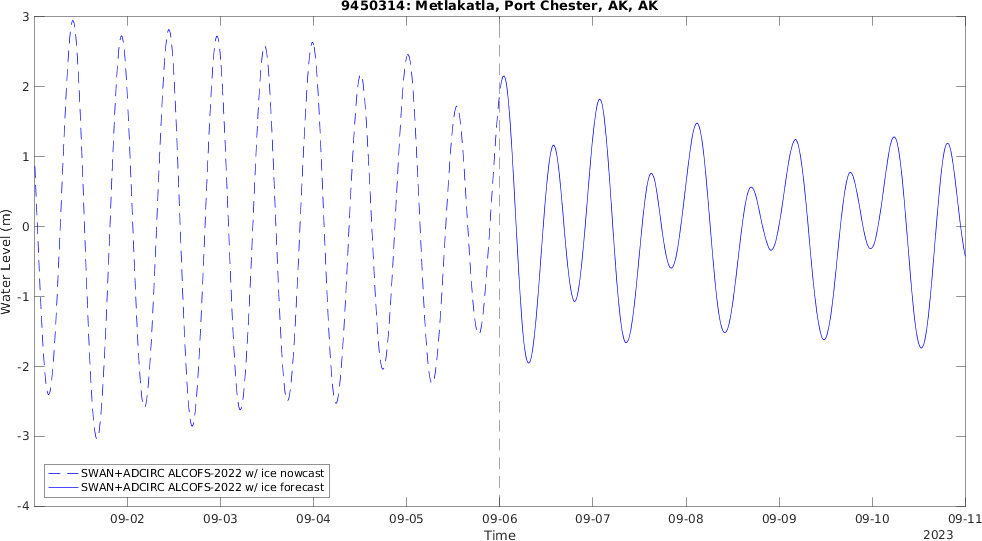 9450314: Metlakatla, Port Chester, AK, AK
3
2
1
0
-1
-2
-3
-4
Water Level (m)
SWAN+ADCIRC ALCOFS-2022 w/ ice nowcast
SWAN+ADCIRC ALCOFS-2022 w/ ice forecast
09-02 09-03 09-04 09-05 09-06 09-07 09-08 09-09 09-10 09-11
Time
2023